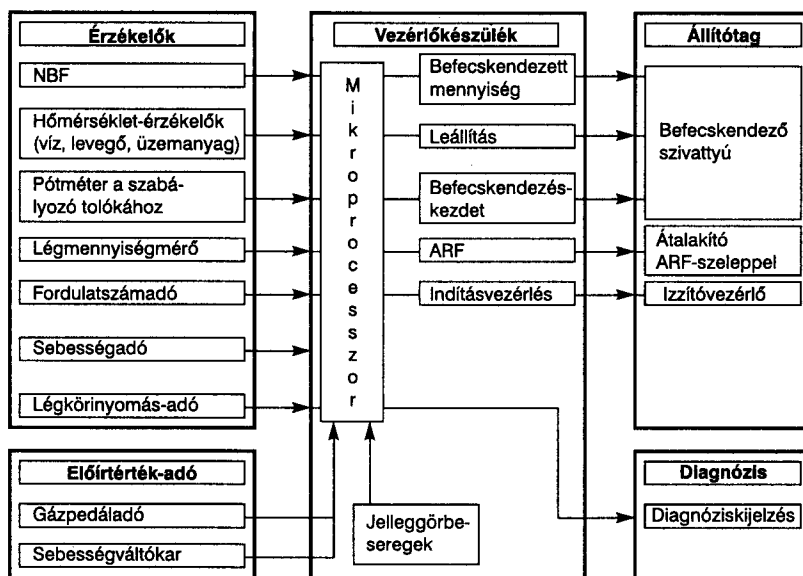 Érzékelők
NBF
Hőmérséklet-érzékelők
(víz, levegő, üzemanyag)
Pótméter a szabá-
lyozó tolókához
Légmennyiségmérő
Fordulatszámadó
Sebességadó
Légkörinyomás-adó
Előírtérték-adó
Gázpedáladó
Sebességváltókar
Vezérlőkészülék
Mikroprocesszor
Befecskendezett
mennyiség
Leállítás
Befecskendezés-
kezdet
ARF
Indításvezérlés
Jelleggörbe-
seregek
Állítótag
Befecskendező
szivattyú
Átalakító
ARF-szeleppel
Izzítóvezérlő
Diagnózis
Diagnóziskijelzés